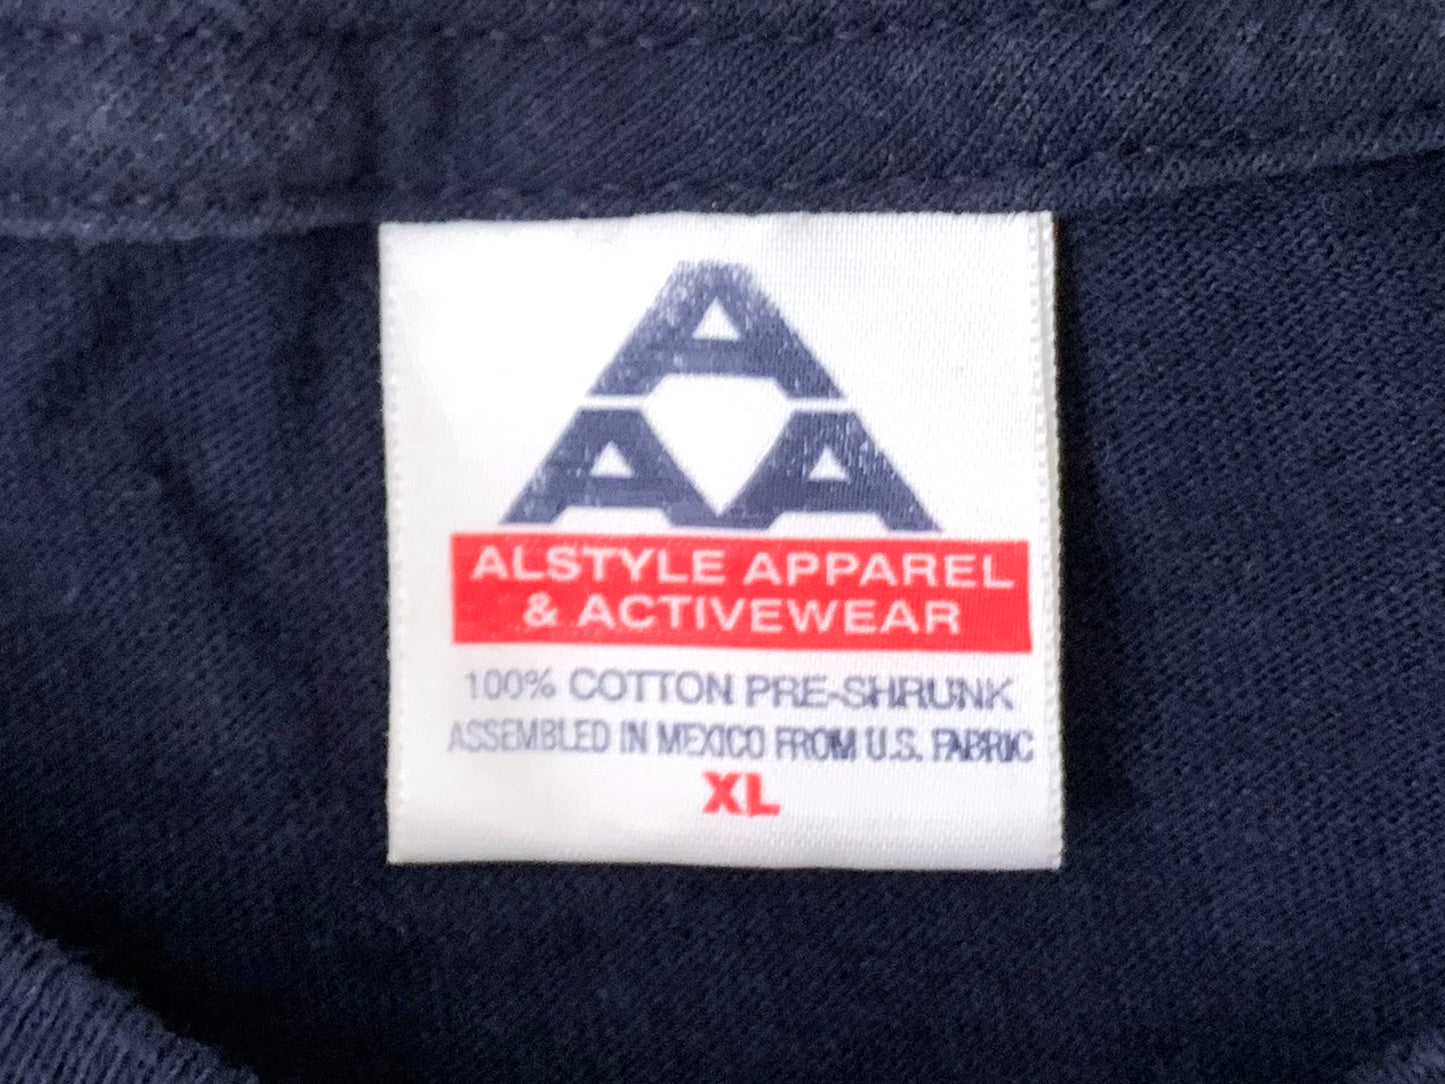 A
A A
ALSTYLE APPAREL
& ACTIVEWEAR
100% COTTON PRE-SHRUNK
ASSEMBLED IN MEXICO FROM U.S. FABRIC
XL